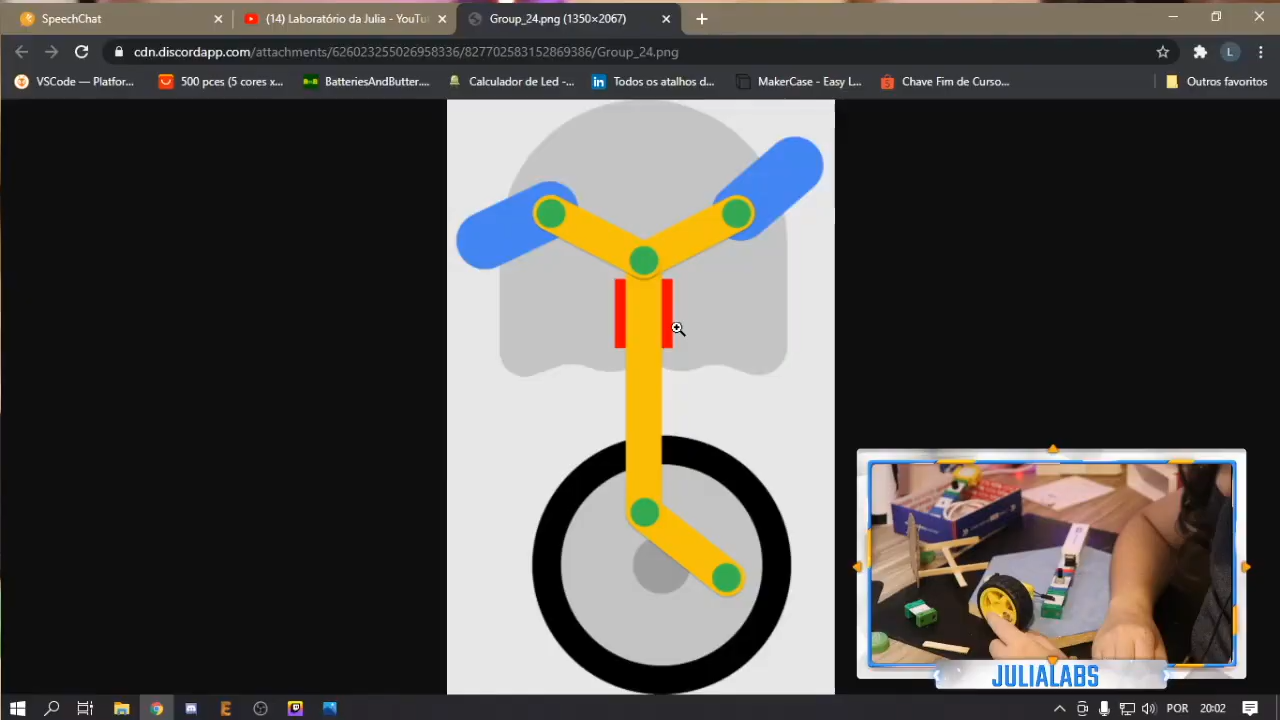 SpeechChat
(14) Laboratório da Julia - YouTu
Group_24.png (1350×2067)
cdn.discordapp.com/attachments/626023255026958336/827702583152869386/Group_24.png
L
VSCode — Platfor...
500 pces (5 cores x...
BatteriesAndButter...
Calculador de Led -...
Todos os atalhos d...
MakerCase - Easy L...
Chave Fim de Curso...
Outros favoritos
JULIALABS
POR
20:02